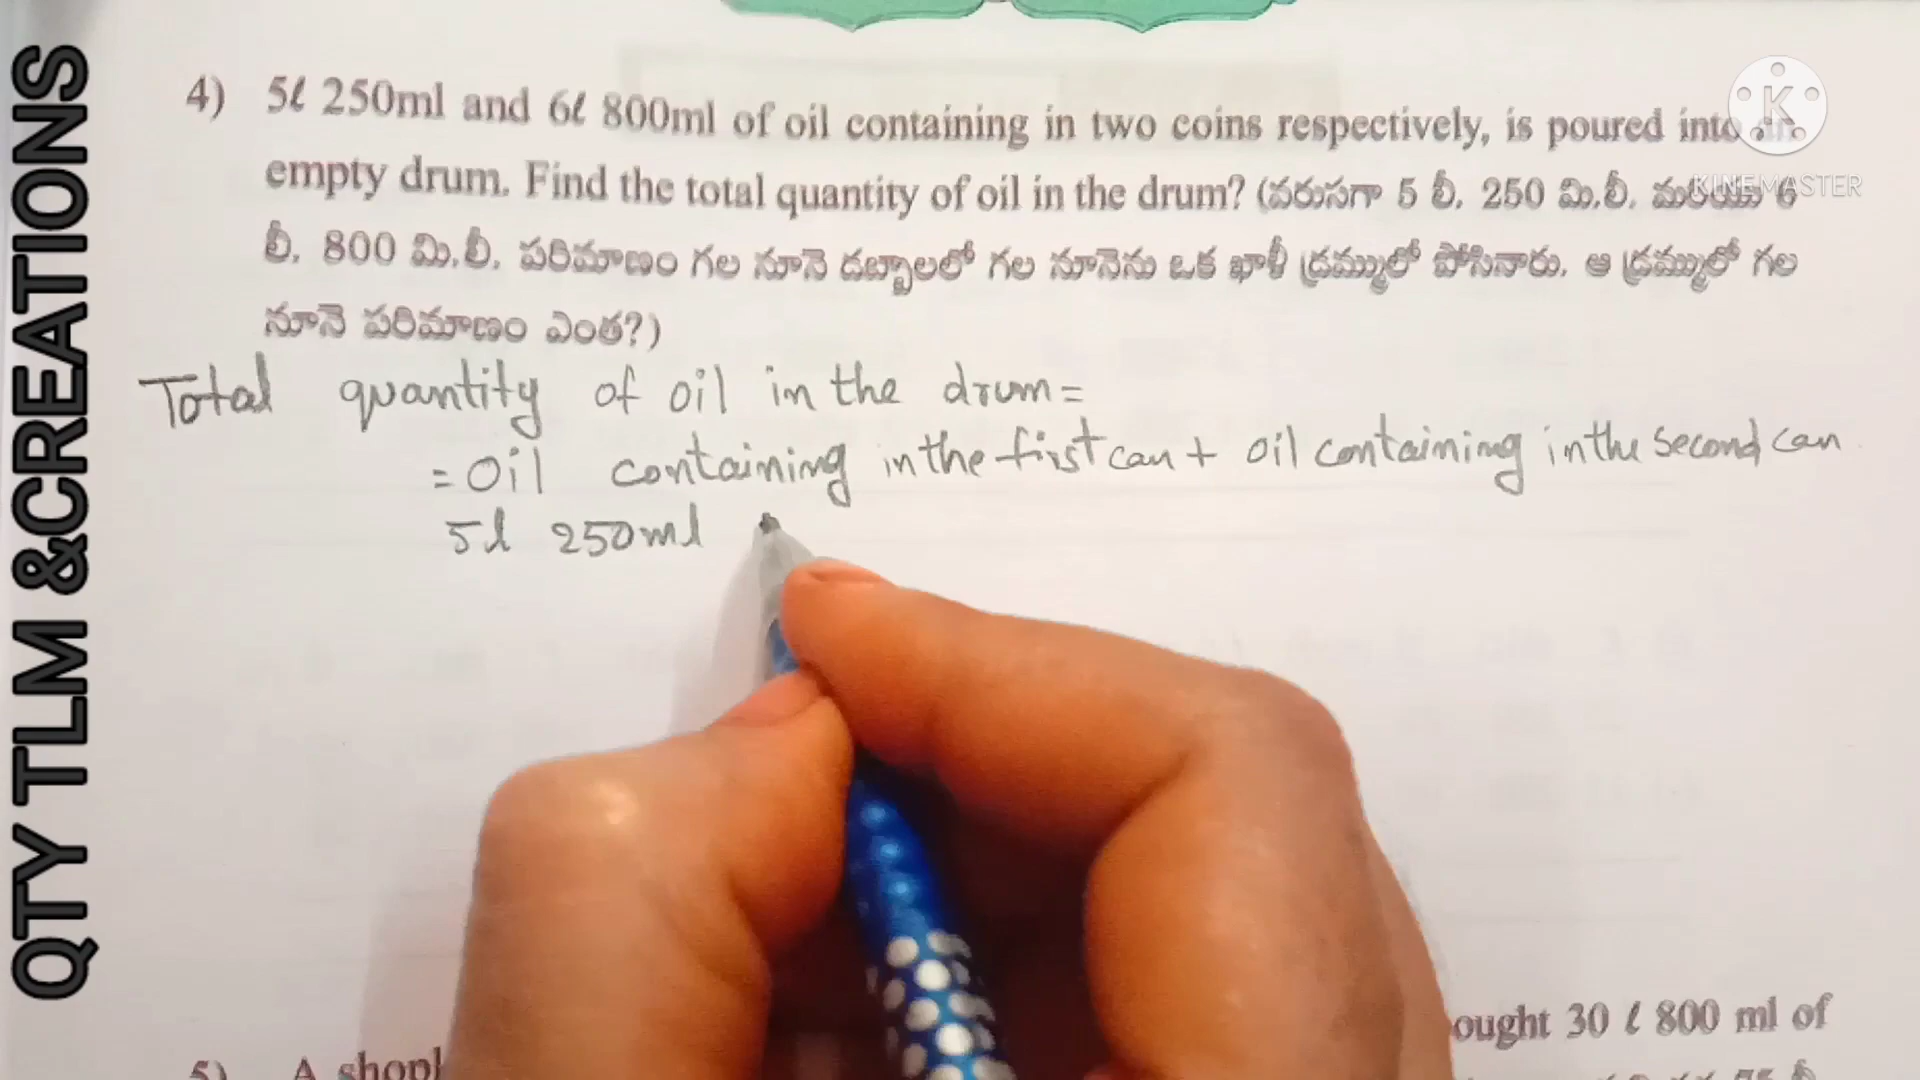 QTY TLM &CREATIONS
4) 5ℓ 250ml and 6ℓ 800ml of oil containing in two coins respectively, is poured into an
empty drum. Find the total quantity of oil in the drum? (వరుసగా 5 లీ. 250 మి.లీ. మరియు 6
లీ. 800 మి.లీ. పరిమాణం గల నూనె డబ్బాలలో గల నూనెను ఒక ఖాళీ డ్రమ్ములో పోసినారు. ఆ డ్రమ్ములో గల
నూనె పరిమాణం ఎంత?)
K
KINEMASTER
Total quantity of oil in the drum=
= Oil containing in the first can + oil containing in the second can
5l 250ml
ought 30 ℓ 800 ml of
5) A